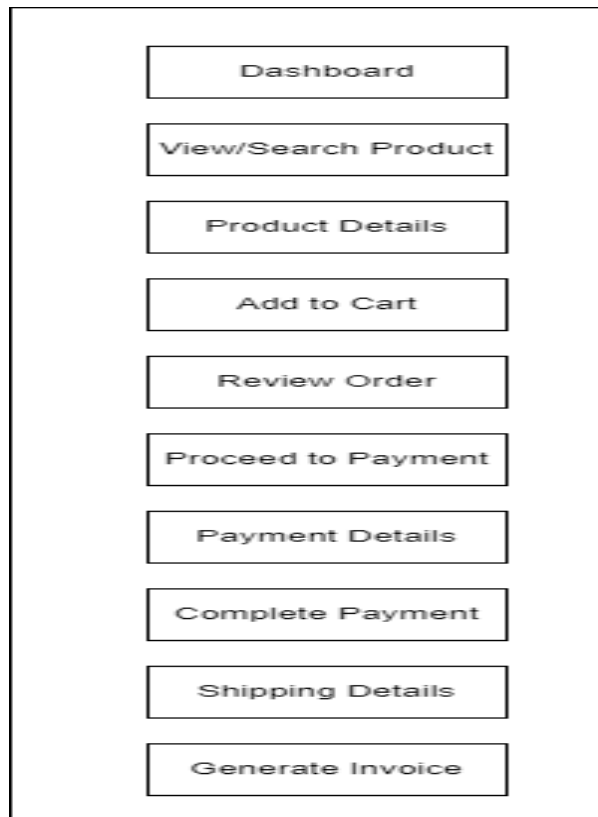 Dashboard
View/Search Product
Product Details
Add to Cart
Review Order
Proceed to Payment
Payment Details
Complete Payment
Shipping Details
Generate Invoice